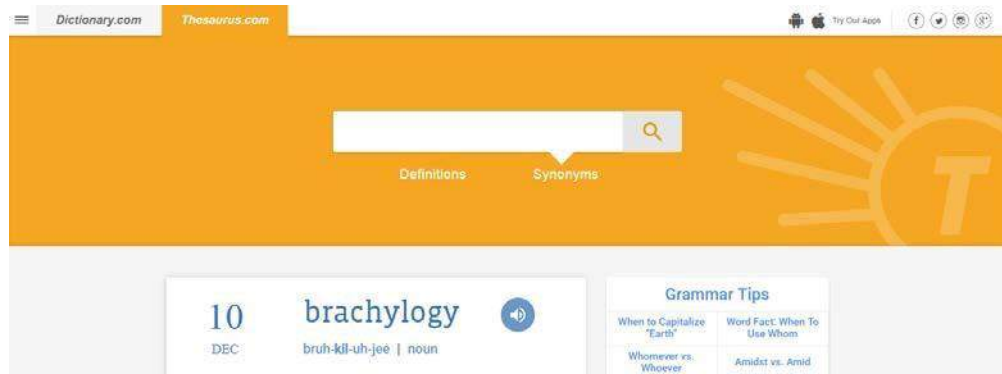 Dictionary.com
Thesaurus.com
Try Our Apps
Definitions
Synonyms
T
10
DEC
brachylogy
bruh-kil-uh-jee | noun
Grammar Tips
When to Capitalize
"Earth"
Word Fact: When To
Use Whom
Whomever vs.
Whoever
Amidst vs. Amid